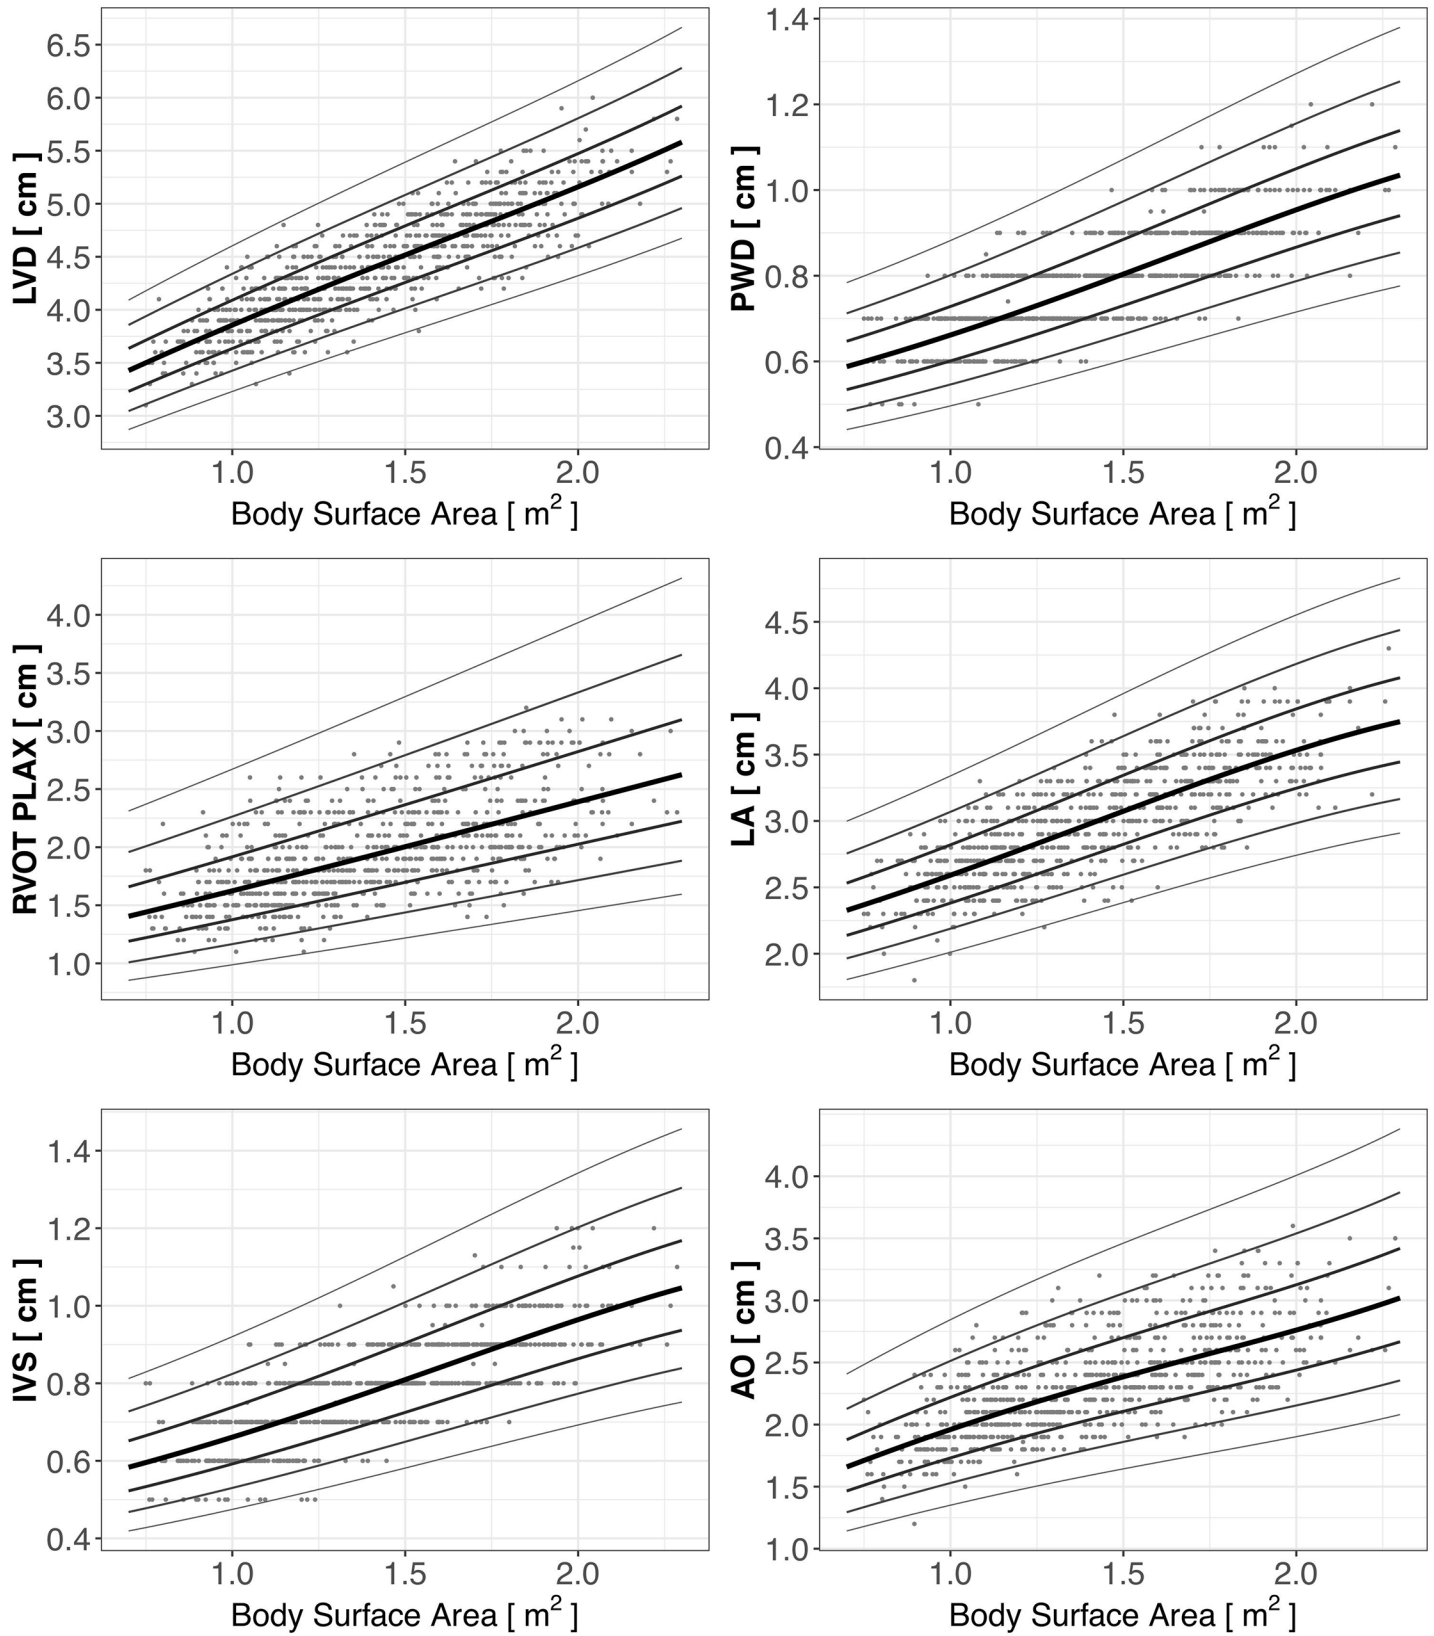 LVD [ cm ]
6.5
6.0
5.5
5.0
4.5
4.0
3.5
3.0
1.0 1.5 2.0
Body Surface Area [ m² ]
PWD [ cm ]
1.4
1.2
1.0
0.8
0.6
0.4
1.0 1.5 2.0
Body Surface Area [ m² ]
RVOT PLAX [ cm ]
4.0
3.5
3.0
2.5
2.0
1.5
1.0
1.0 1.5 2.0
Body Surface Area [ m² ]
LA [ cm ]
4.5
4.0
3.5
3.0
2.5
2.0
1.0 1.5 2.0
Body Surface Area [ m² ]
IVS [ cm ]
1.4
1.2
1.0
0.8
0.6
0.4
1.0 1.5 2.0
Body Surface Area [ m² ]
AO [ cm ]
4.0
3.5
3.0
2.5
2.0
1.5
1.0
1.0 1.5 2.0
Body Surface Area [ m² ]